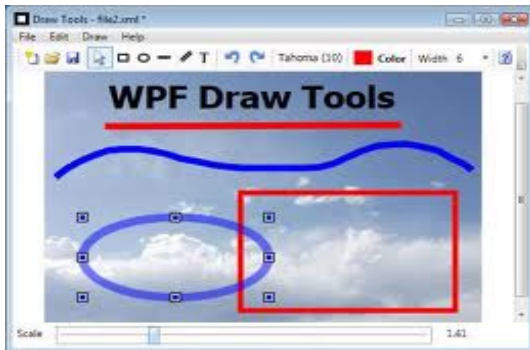 Draw Tools - file2.xml *
File Edit Draw Help
T Tahoma (10) Color Width 6
WPF Draw Tools
Scale 1.41